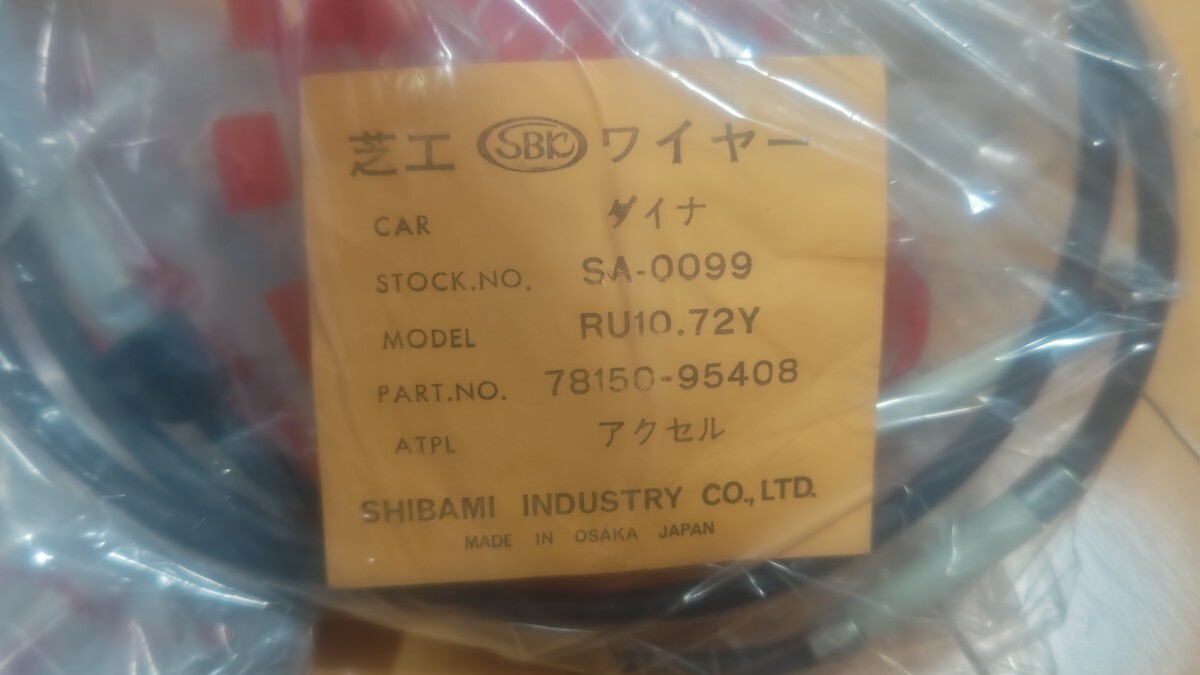 芝工 SBK ワイヤー
CAR ダイナ
STOCK.NO. SA-0099
MODEL RU10.72Y
PART.NO. 78150-95408
ATPL アクセル
SHIBAMI INDUSTRY CO.,LTD.
MADE IN OSAKA JAPAN